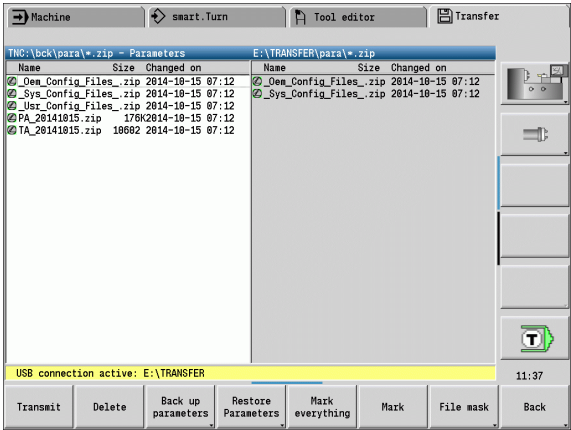 Machine smart.Turn Tool editor Transfer
TNC:\bck\para\*.zip - Parameters E:\TRANSFER\para\*.zip
Name Size Changed on Name Size Changed on
_Oem_Config_Files_.zip 2014-10-15 07:12 _Oem_Config_Files_.zip 2014-10-15 07:12
_Sys_Config_Files_.zip 2014-10-15 07:12 _Sys_Config_Files_.zip 2014-10-15 07:12
_Usr_Config_Files_.zip 2014-10-15 07:12
PA_20141015.zip 176K2014-10-15 07:12
TA_20141015.zip 10602 2014-10-15 07:12
T
USB connection active: E:\TRANSFER
11:37
Transmit Delete Back up parameters Restore Parameters Mark everything Mark File mask Back